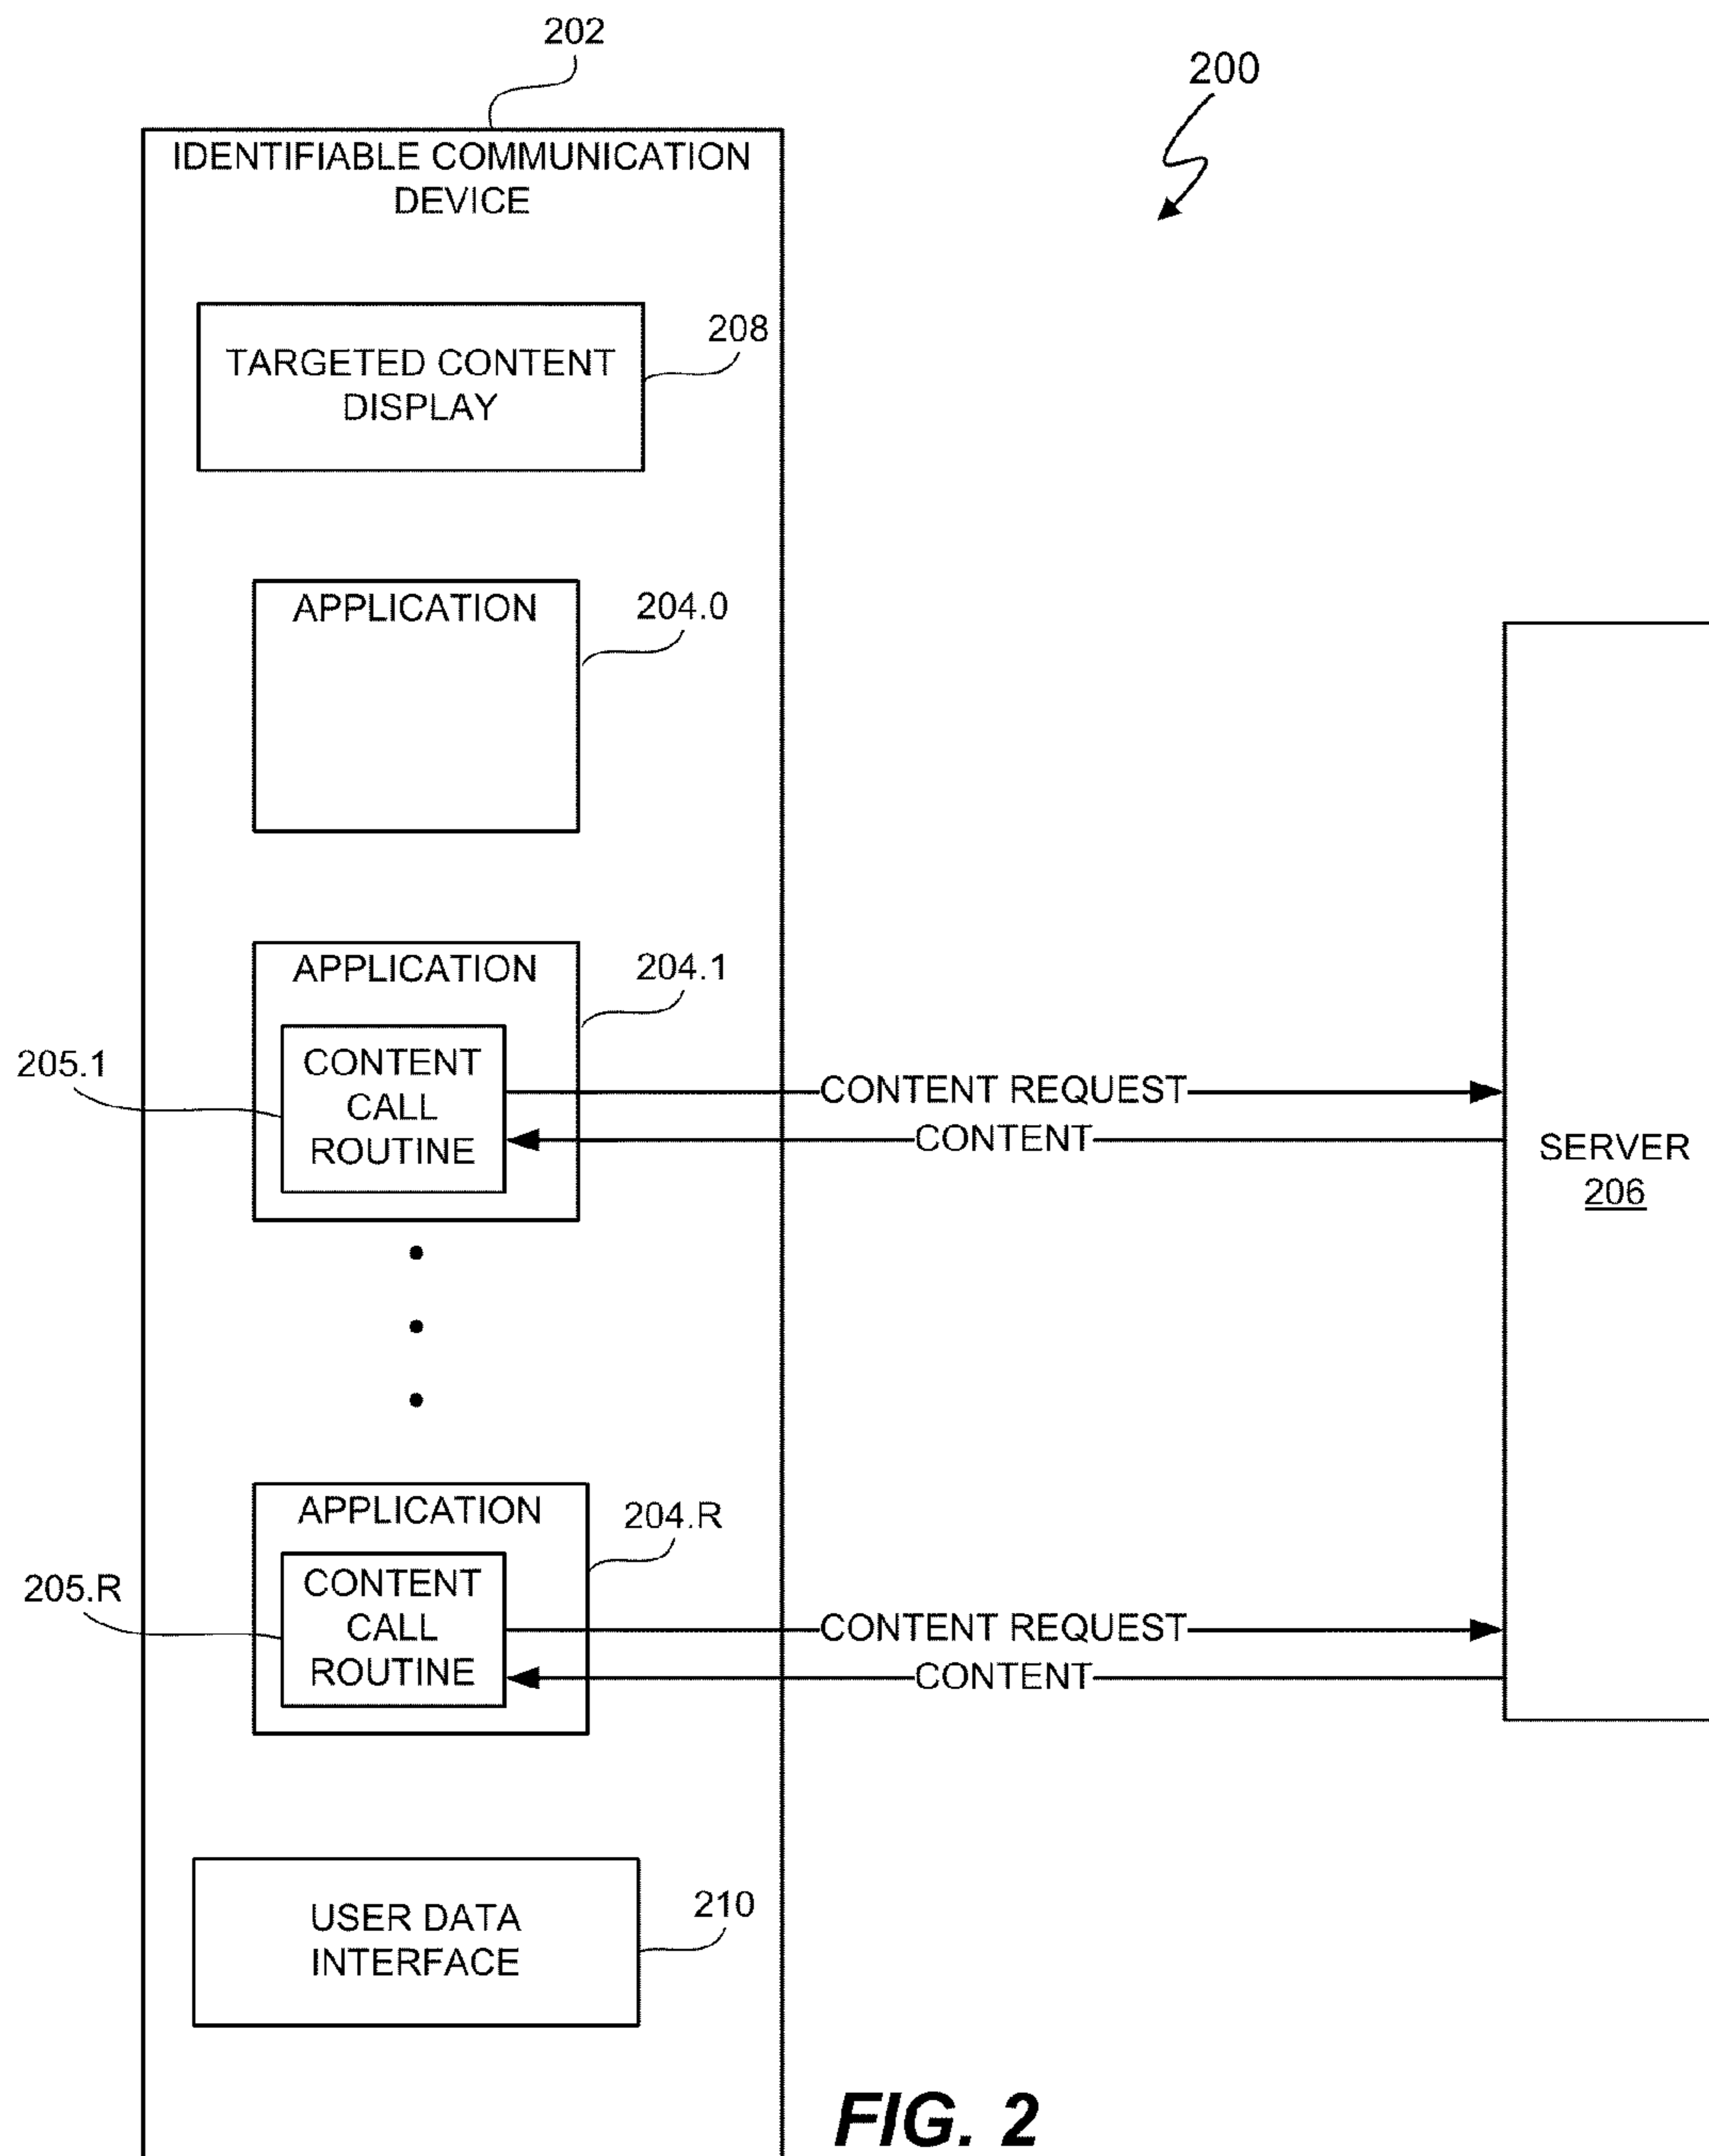 202
200
IDENTIFIABLE COMMUNICATION
DEVICE
208
TARGETED CONTENT
DISPLAY
APPLICATION
204.0
APPLICATION
204.1
205.1
CONTENT
CALL
ROUTINE
CONTENT REQUEST
CONTENT
SERVER
206
APPLICATION
204.R
205.R
CONTENT
CALL
ROUTINE
CONTENT REQUEST
CONTENT
210
USER DATA
INTERFACE
FIG. 2